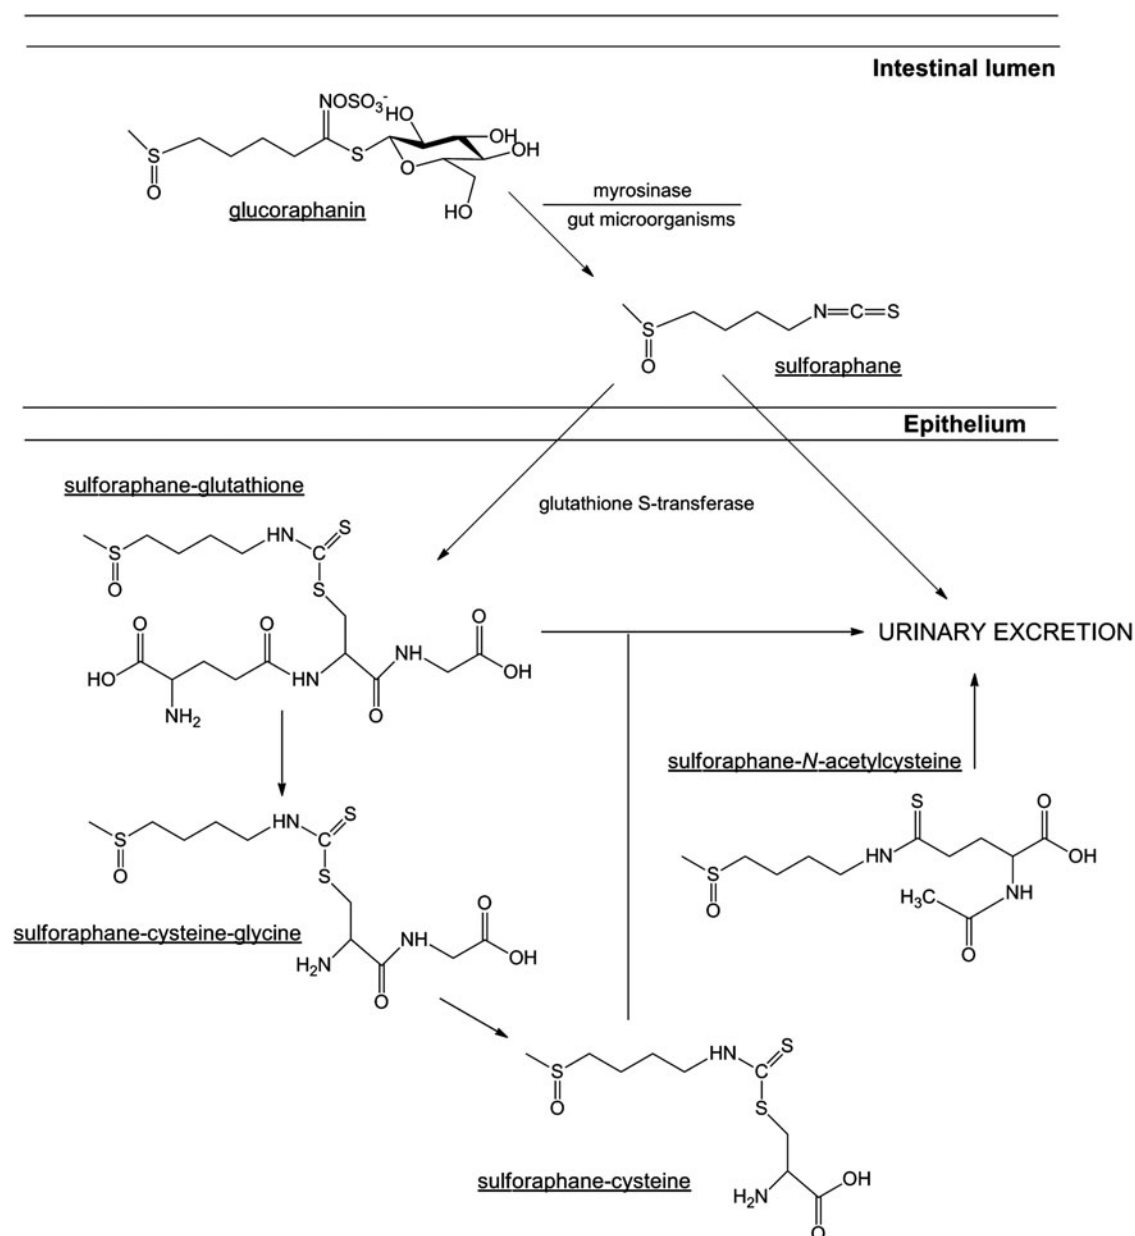 Intestinal lumen
NOSO3-
HO
OH
OH
S
S
O
O
HO
glucoraphanin
myrosinase
gut microorganisms
N=C=S
S
O
sulforaphane
Epithelium
sulforaphane-glutathione
glutathione S-transferase
HN
S
S
C
O
S
O
O
O
NH
HO
HN
OH
NH2
O
URINARY EXCRETION
sulforaphane-N-acetylcysteine
HN
S
S
C
O
S
S
O
HN
OH
S
O
H3C
NH
O
sulforaphane-cysteine-glycine
O
NH
H2N
OH
O
HN
S
S
C
O
S
sulforaphane-cysteine
OH
H2N
O